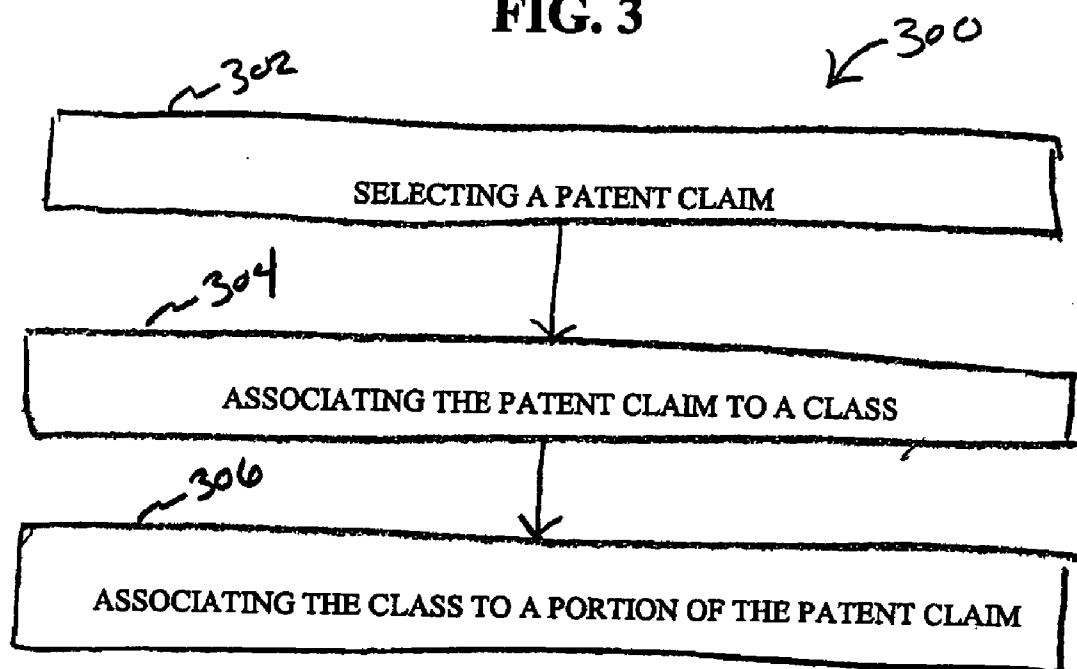 FIG. 3
300
302
SELECTING A PATENT CLAIM
304
ASSOCIATING THE PATENT CLAIM TO A CLASS
306
ASSOCIATING THE CLASS TO A PORTION OF THE PATENT CLAIM